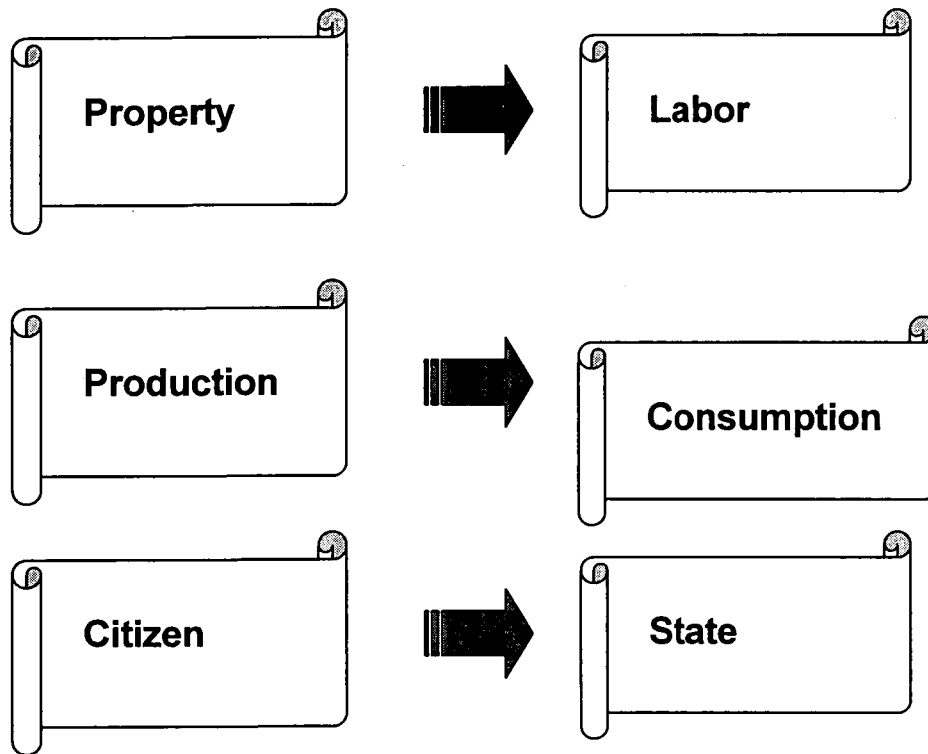 Property
Labor
Production
Consumption
Citizen
State